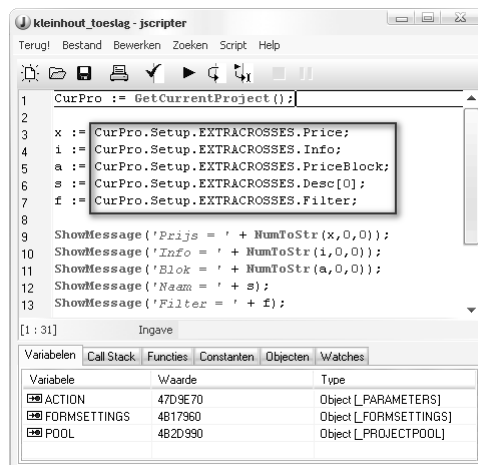 kleinhout_toeslag - jscripter
Terug! Bestand Bewerken Zoeken Script Help
1 CurPro := GetCurrentProject();
2
3 x := CurPro.Setup.EXTRACROSSES.Price;
4 i := CurPro.Setup.EXTRACROSSES.Info;
5 a := CurPro.Setup.EXTRACROSSES.PriceBlock;
6 s := CurPro.Setup.EXTRACROSSES.Desc[0];
7 f := CurPro.Setup.EXTRACROSSES.Filter;
8
9 ShowMessage('Prijs = ' + NumToStr(x,0,0));
10 ShowMessage('Info = ' + NumToStr(i,0,0));
11 ShowMessage('Blok = ' + NumToStr(a,0,0));
12 ShowMessage('Naam = ' + s);
13 ShowMessage('Filter = ' + f);
[1 : 31] Ingave
Variabelen Call Stack Functies Constanten Objecten Watches
Variabele Waarde Type
ACTION 47D9E70 Object [_PARAMETERS]
FORMSETTINGS 4B17960 Object [_FORMSETTINGS]
POOL 4B2D990 Object [_PROJECTPOOL]